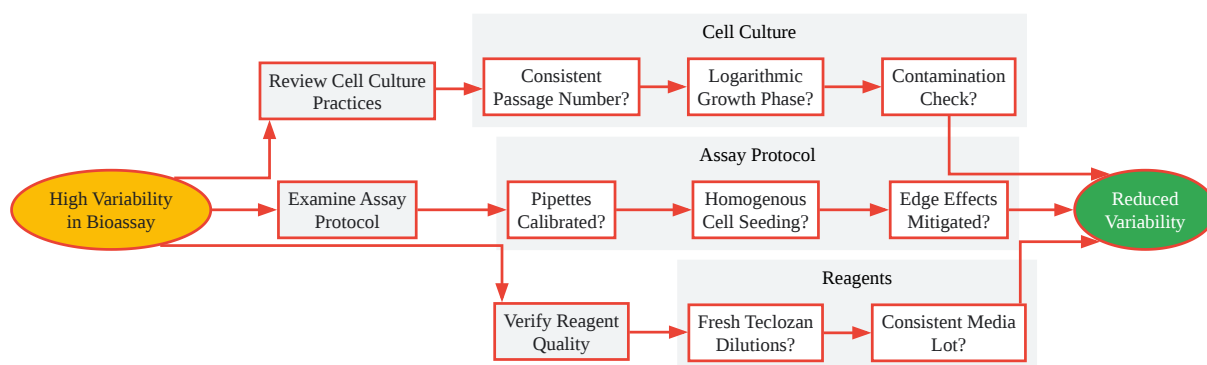 Cell Culture
Review Cell Culture
Practices
Consistent
Passage Number?
Logarithmic
Growth Phase?
Contamination
Check?
Assay Protocol
High Variability
in Bioassay
Examine Assay
Protocol
Pipettes
Calibrated?
Homogenous
Cell Seeding?
Edge Effects
Mitigated?
Reduced
Variability
Reagents
Verify Reagent
Quality
Fresh Teclozan
Dilutions?
Consistent Media
Lot?